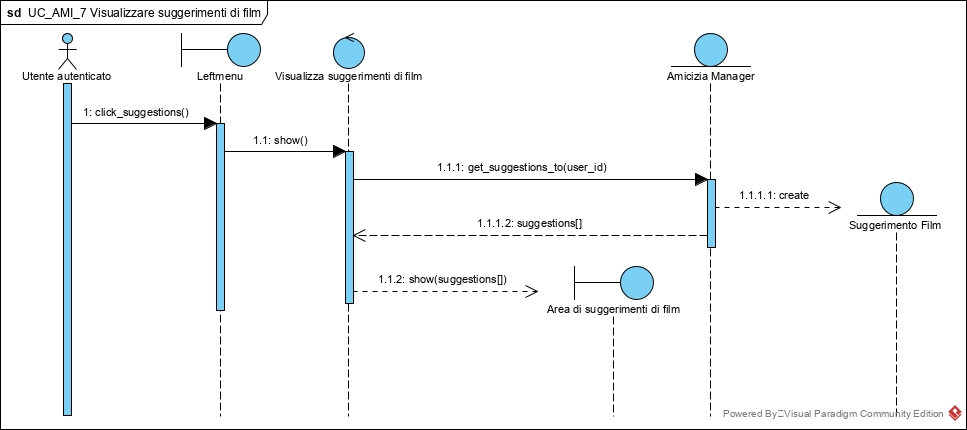 sd UC_AMI_7 Visualizzare suggerimenti di film
Utente autenticato
Leftmenu
Visualizza suggerimenti di film
Amicizia Manager
1: click_suggestions()
1.1: show()
1.1.1: get_suggestions_to(user_id)
1.1.1.1: create
Suggerimento Film
1.1.1.2: suggestions[]
1.1.2: show(suggestions[])
Area di suggerimenti di film
Powered By Visual Paradigm Community Edition